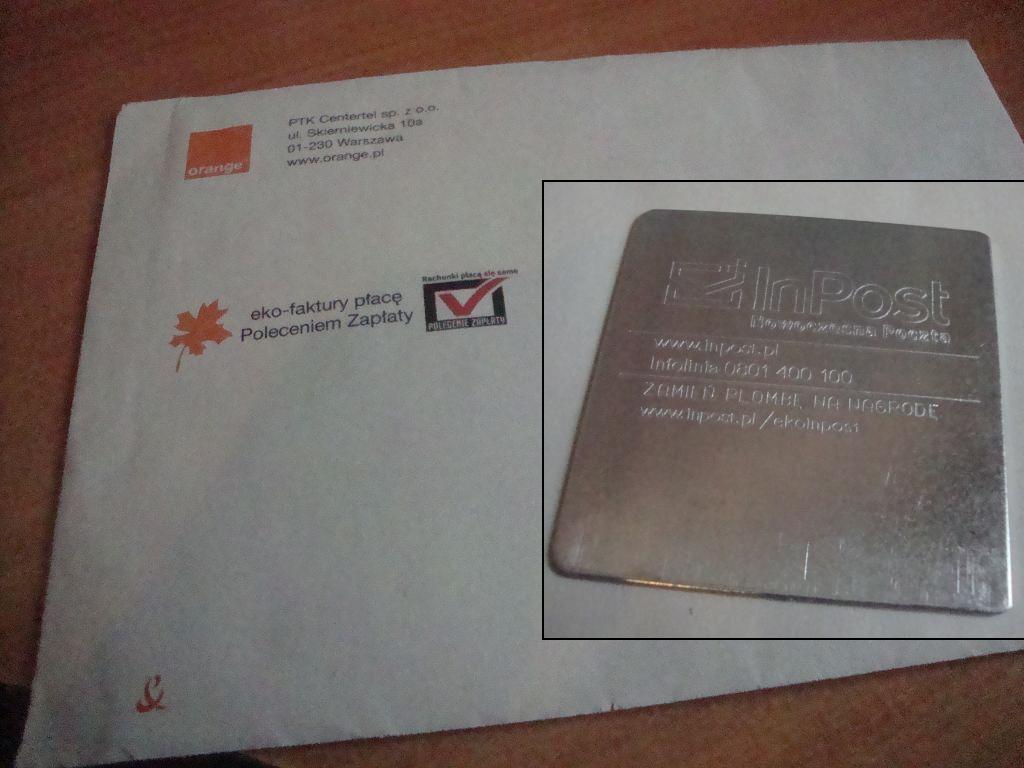 orange
PTK Centertel sp. z o.o.
ul. Skierniewicka 10a
01-230 Warszawa
www.orange.pl
eko-faktury płacę
Poleceniem Zapłaty
Rachunki płacą się same
POLECENIE ZAPŁATY
InPost
Nowoczesna Poczta
www.inpost.pl
Infolinia 0801 400 100
ZAMIEŃ PLOMBĘ NA NAGRODĘ
www.inpost.pl/ekoinpost